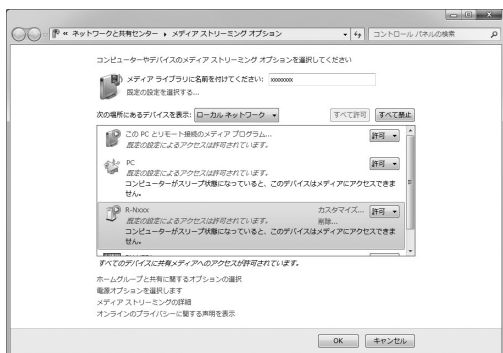 « ネットワークと共有センター ▸ メディア ストリーミング オプション
コントロール パネルの検索
コンピューターやデバイスのメディア ストリーミング オプションを選択してください
メディア ライブラリに名前を付けてください: xxxxxxxx
既定の設定を選択する...
次の場所にあるデバイスを表示: ローカル ネットワーク
すべて許可 すべて禁止
この PC とリモート接続のメディア プログラム... 許可
既定の設定によるアクセスは許可されています。
PC 許可
既定の設定によるアクセスは許可されています。
コンピューターがスリープ状態になっていると、このデバイスはメディアにアクセスできま
せん。
R-Nxxx カスタマイズ... 許可
既定の設定によるアクセスは許可されています。 削除...
コンピューターがスリープ状態になっていると、このデバイスはメディアにアクセスできま
せん。
すべてのデバイスに共有メディアへのアクセスが許可されています。
ホームグループと共有に関するオプションの選択
電源オプションを選択します
メディア ストリーミングの詳細
オンラインのプライバシーに関する声明を表示
OK キャンセル